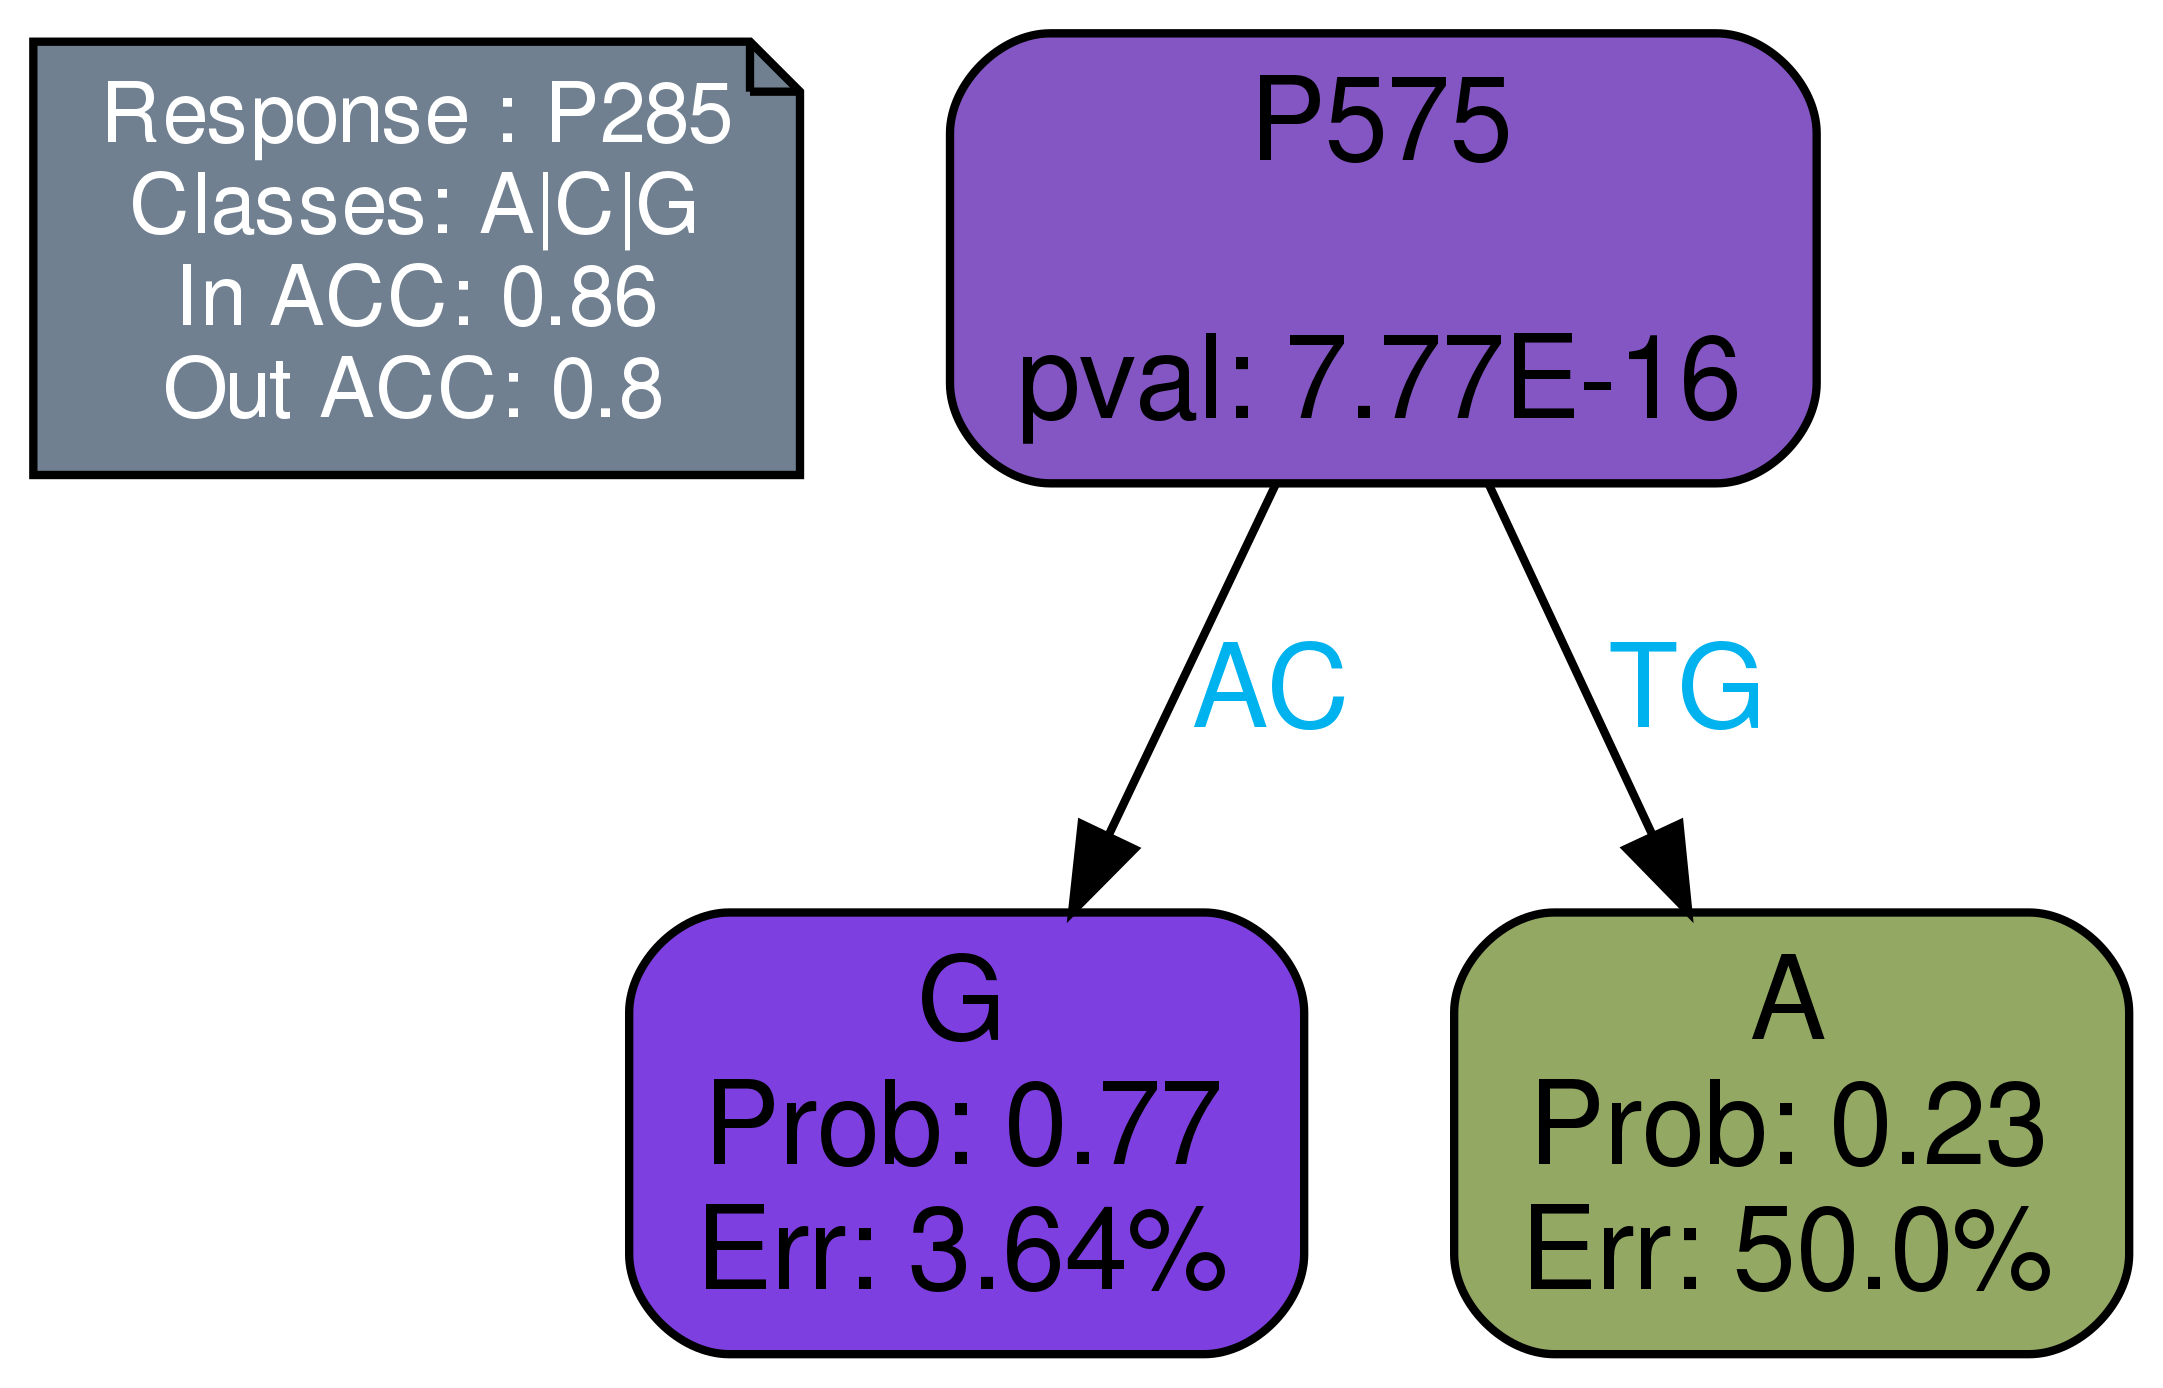 Response : P285
Classes: A|C|G
In ACC: 0.86
Out ACC: 0.8
P575
pval: 7.77E-16
AC
TG
G
Prob: 0.77
Err: 3.64%
A
Prob: 0.23
Err: 50.0%